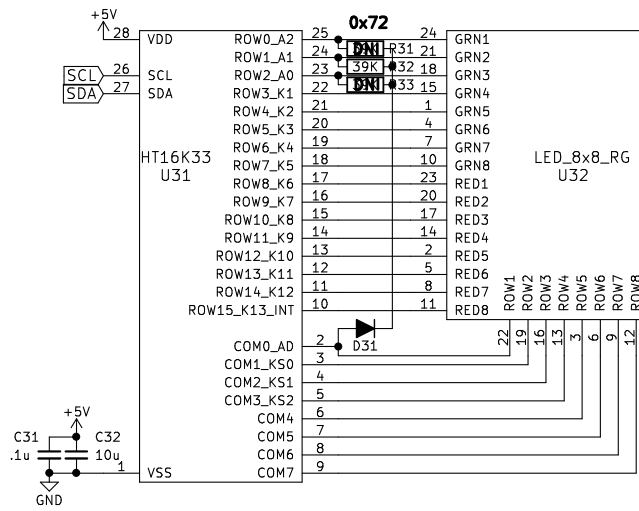 0x72
+5V
28 VDD ROW0_A2 25 24 GRN1
DNI R31
ROW1_A1 24 21 GRN2
39K R32
SCL 26 SCL ROW2_A0 23 18 GRN3
DNI R33
SDA 27 SDA ROW3_K1 22 15 GRN4
ROW4_K2 21 1 GRN5
ROW5_K3 20 4 GRN6
HT16K33 ROW6_K4 19 7 GRN7 LED_8x8_RG
U31 ROW7_K5 18 10 GRN8 U32
ROW8_K6 17 23 RED1
ROW9_K7 16 20 RED2
ROW10_K8 15 17 RED3
ROW11_K9 14 14 RED4
ROW12_K10 13 2 RED5
ROW13_K11 12 5 RED6
ROW14_K12 11 8 RED7
ROW15_K13_INT 10 11 RED8
ROW1 ROW2 ROW3 ROW4 ROW5 ROW6 ROW7 ROW8
22 19 16 13 3 6 9 12
COM0_AD 2 D31
COM1_KS0 3
COM2_KS1 4
COM3_KS2 5
+5V COM4 6
C31 C32 COM5 7
.1u 10u COM6 8
1 VSS COM7 9
GND